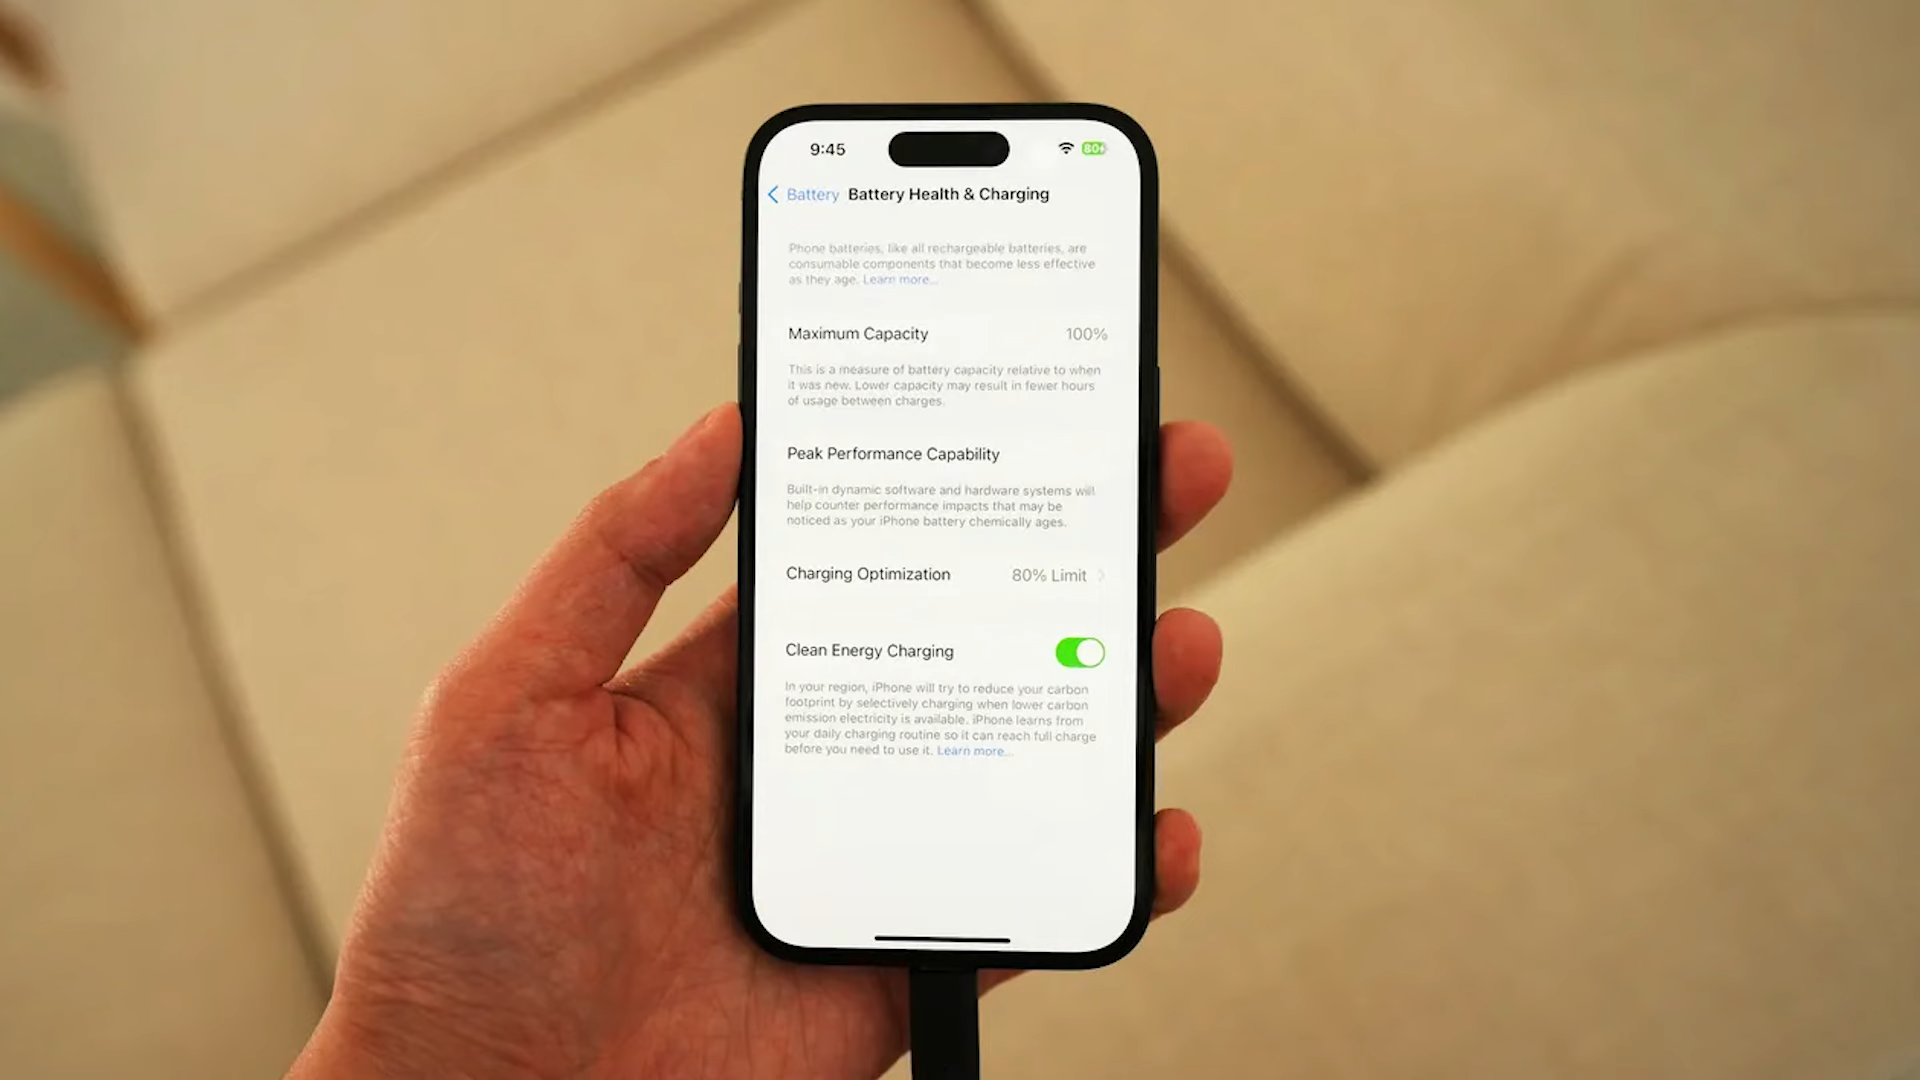 9:45
80
Battery Battery Health & Charging
Phone batteries, like all rechargeable batteries, are
consumable components that become less effective
as they age. Learn more...
Maximum Capacity 100%
This is a measure of battery capacity relative to when
it was new. Lower capacity may result in fewer hours
of usage between charges.
Peak Performance Capability
Built-in dynamic software and hardware systems will
help counter performance impacts that may be
noticed as your iPhone battery chemically ages.
Charging Optimization 80% Limit
Clean Energy Charging
In your region, iPhone will try to reduce your carbon
footprint by selectively charging when lower carbon
emission electricity is available. iPhone learns from
your daily charging routine so it can reach full charge
before you need to use it. Learn more...